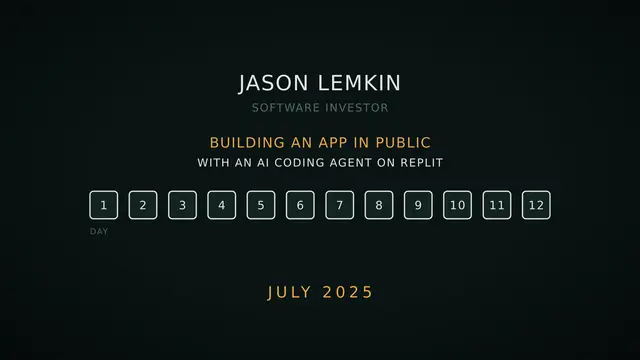 JASON LEMKIN
SOFTWARE INVESTOR
BUILDING AN APP IN PUBLIC
WITH AN AI CODING AGENT ON REPLIT
1 2 3 4 5 6 7 8 9 10 11 12
DAY
JULY 2025